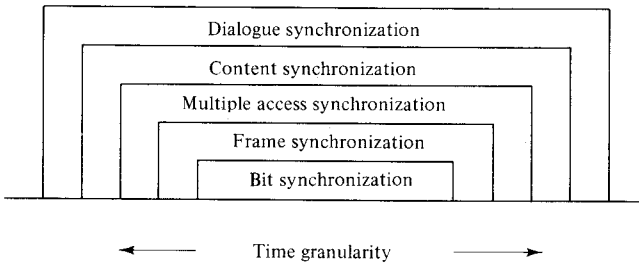 Dialogue synchronization
Content synchronization
Multiple access synchronization
Frame synchronization
Bit synchronization
Time granularity